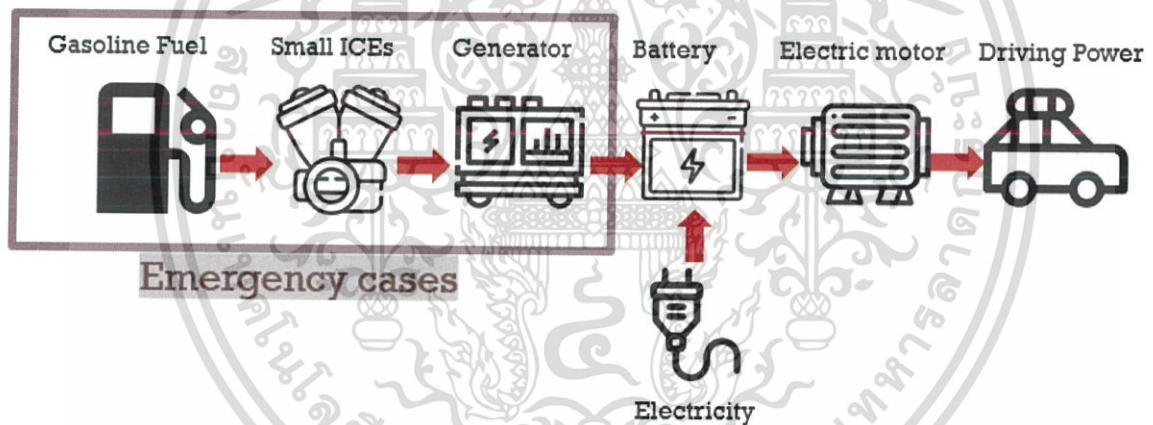 Gasoline Fuel
Small ICEs
Generator
Battery
Electric motor
Driving Power
Emergency cases
Electricity